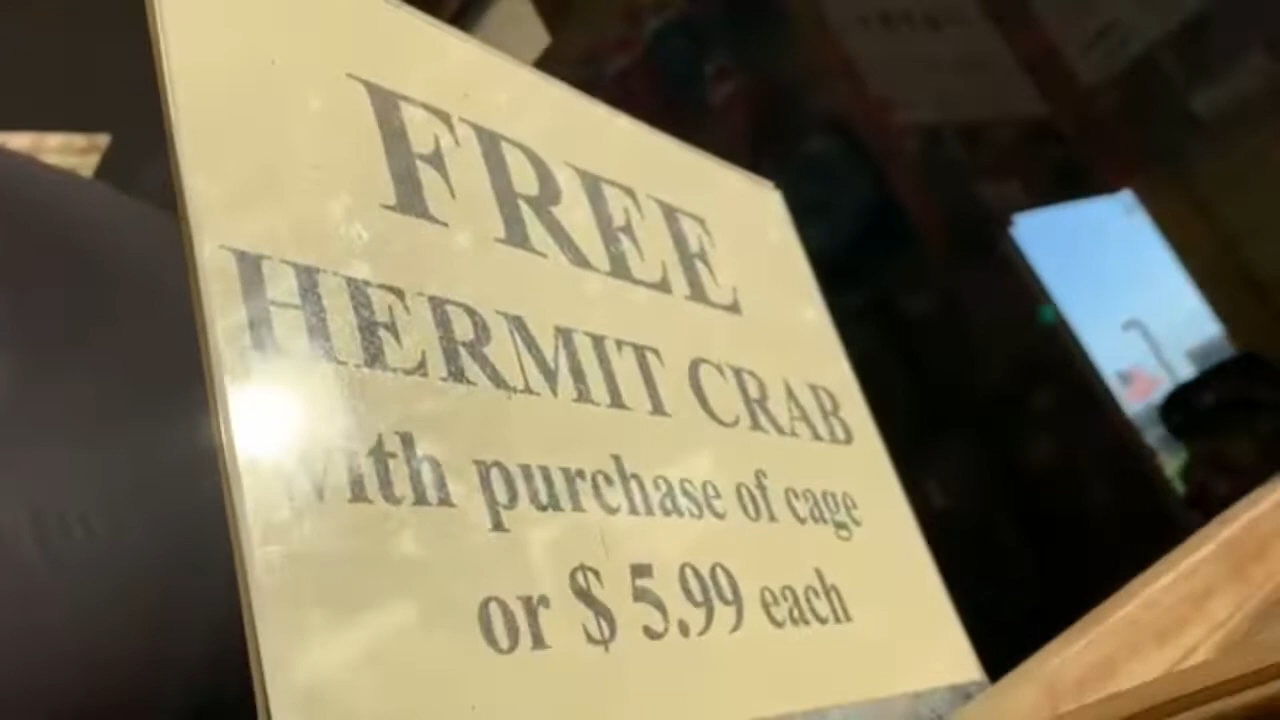 FREE
HERMIT CRAB
with purchase of cage
or $ 5.99 each